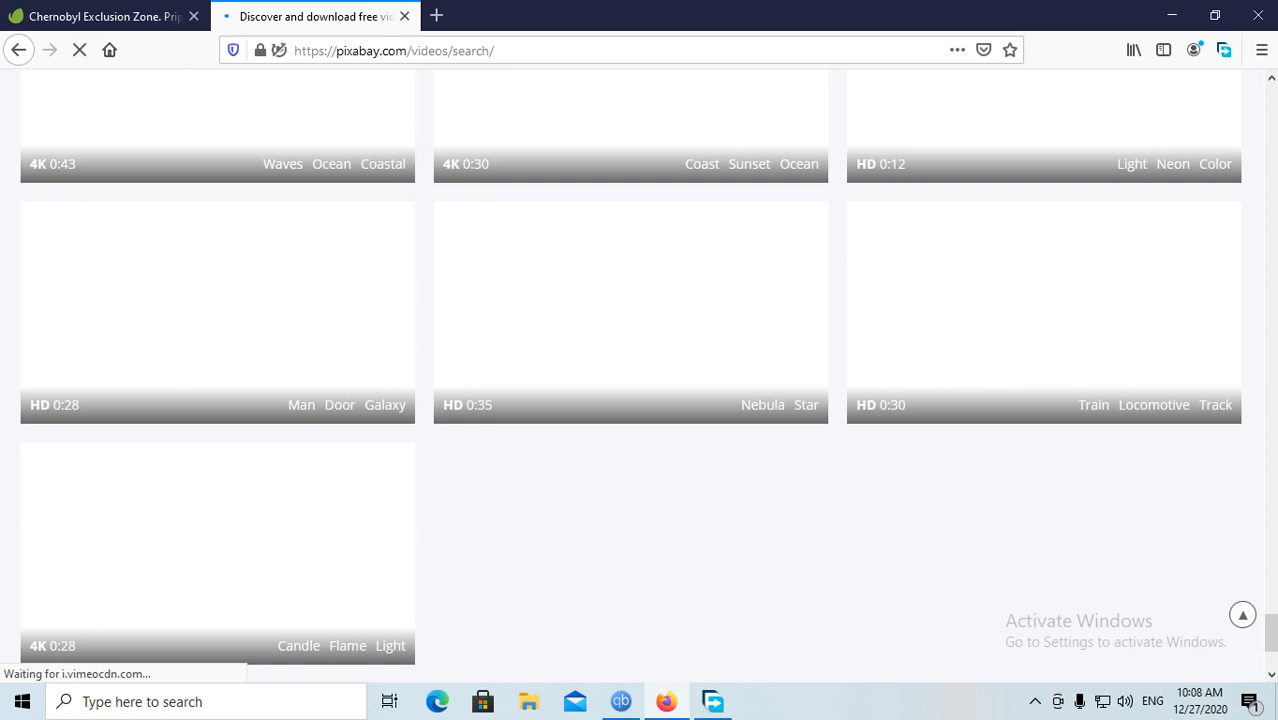 Chernobyl Exclusion Zone. Prip
Discover and download free vid
https://pixabay.com/videos/search/
4K 0:43 Waves Ocean Coastal
4K 0:30 Coast Sunset Ocean
HD 0:12 Light Neon Color
HD 0:28 Man Door Galaxy
HD 0:35 Nebula Star
HD 0:30 Train Locomotive Track
4K 0:28 Candle Flame Light
Activate Windows
Go to Settings to activate Windows.
Waiting for i.vimeocdn.com...
Type here to search
qb
ENG
10:08 AM
12/27/2020
1